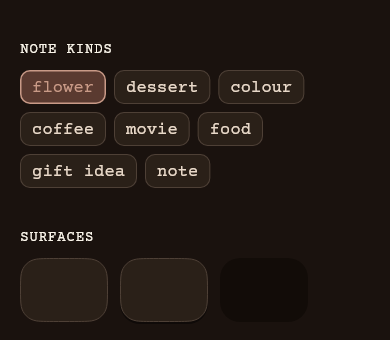 NOTE KINDS
flower dessert colour
coffee movie food
gift idea note
SURFACES